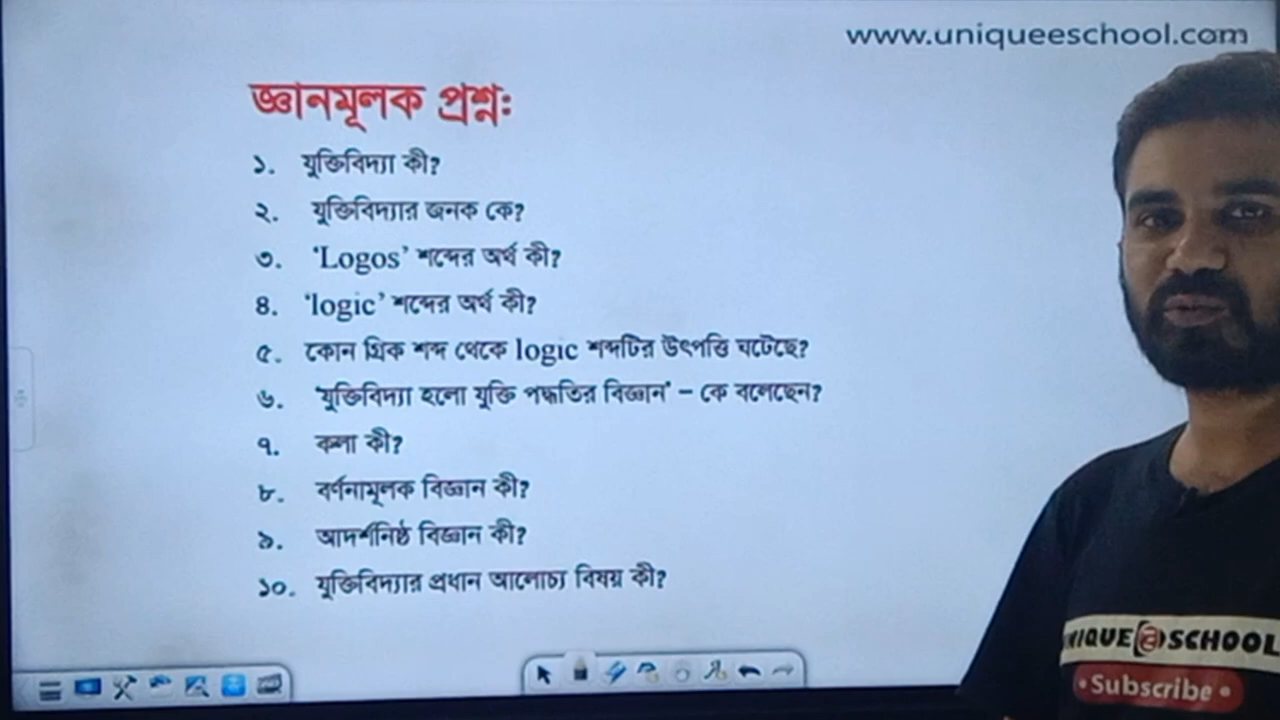 www.uniqueeschool.com
জ্ঞানমূলক প্রশ্ন:
১. যুক্তিবিদ্যা কী?
২. যুক্তিবিদ্যার জনক কে?
৩. ‘Logos’ শব্দের অর্থ কী?
৪. ‘logic’ শব্দের অর্থ কী?
৫. কোন গ্রিক শব্দ থেকে logic শব্দটির উৎপত্তি ঘটেছে?
৬. ‘যুক্তিবিদ্যা হলো যুক্তি পদ্ধতির বিজ্ঞান’ – কে বলেছেন?
৭. কলা কী?
৮. বর্ণনামূলক বিজ্ঞান কী?
৯. আদর্শনিষ্ঠ বিজ্ঞান কী?
১০. যুক্তিবিদ্যার প্রধান আলোচ্য বিষয় কী?
UNIQUE SCHOOL
• Subscribe •